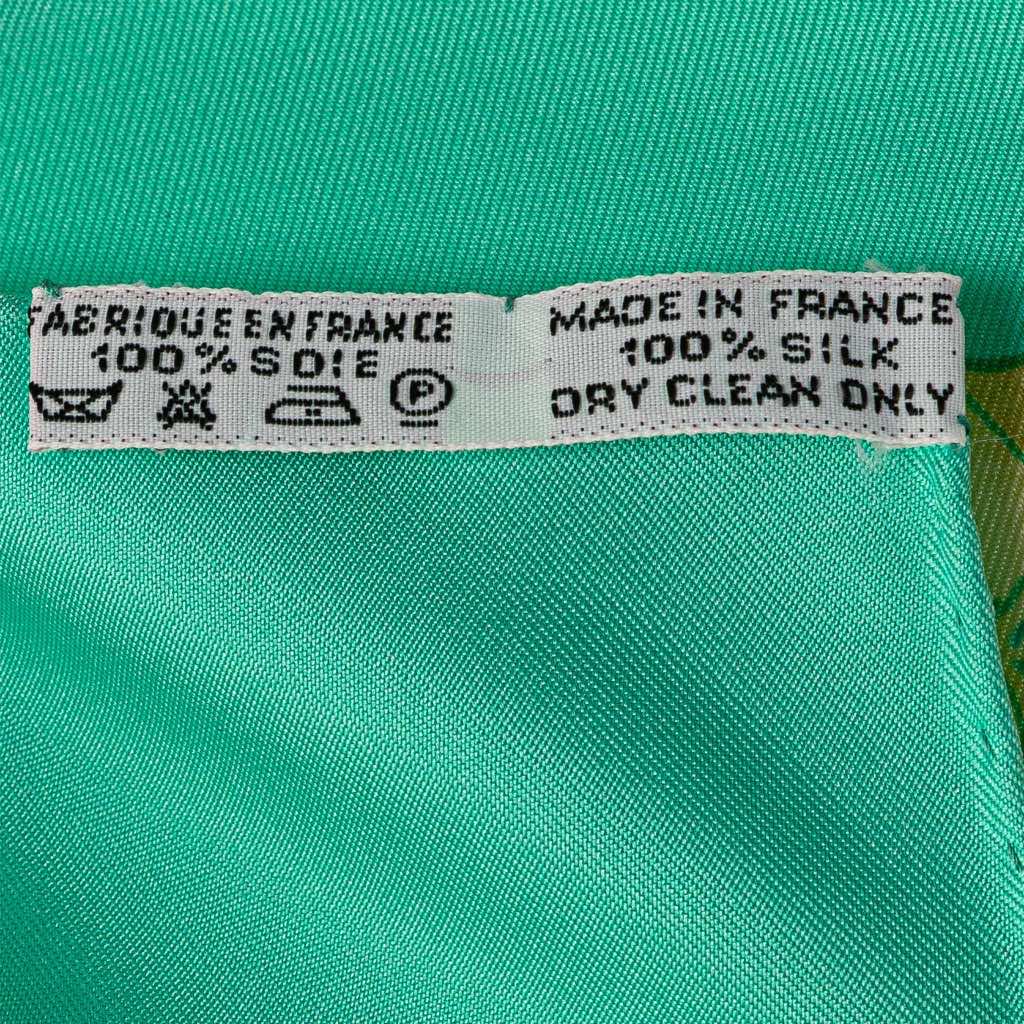 FABRIQUE EN FRANCE
100% SOIE
P
MADE IN FRANCE
100% SILK
DRY CLEAN ONLY